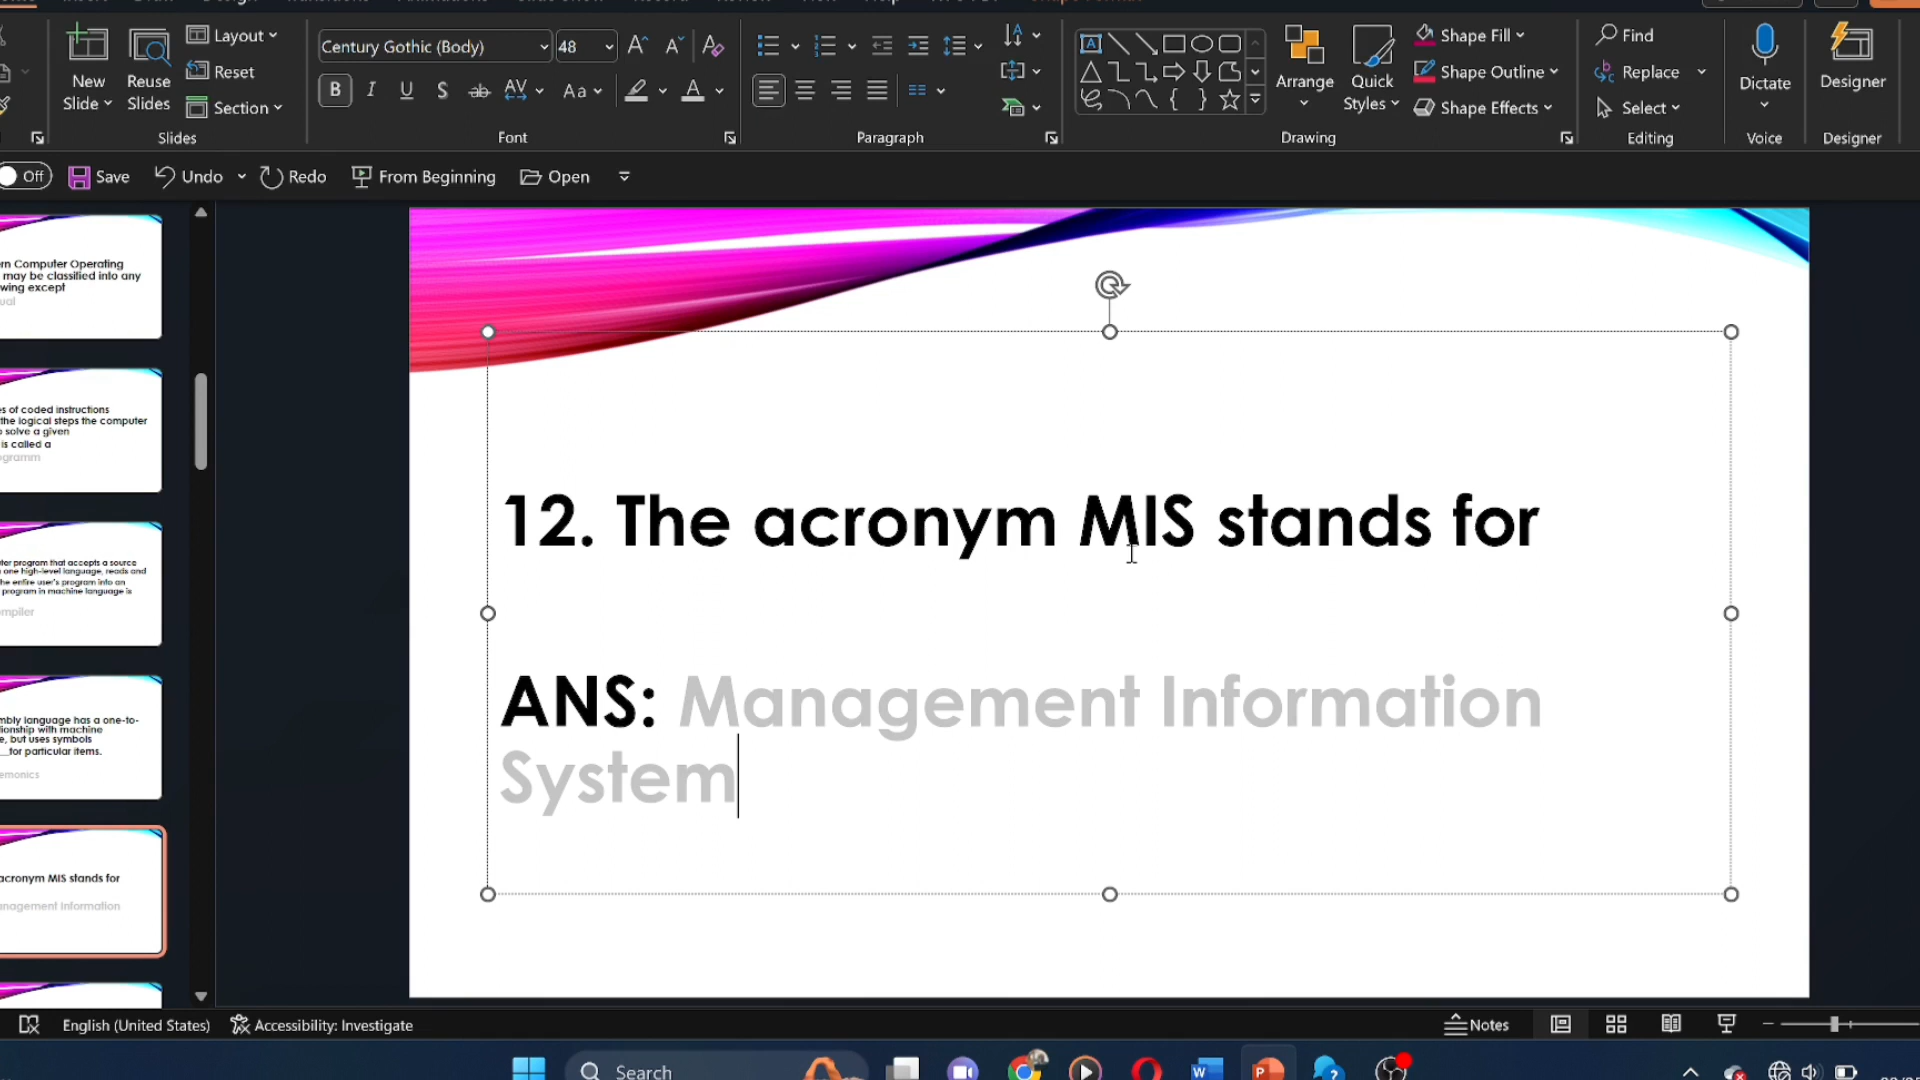 Layout
New
Slide
Reuse
Slides
Reset
Section
Slides
Century Gothic (Body)
48
Font
Paragraph
Arrange
Quick
Styles
Shape Fill
Shape Outline
Shape Effects
Drawing
Find
Replace
Select
Editing
Dictate
Voice
Designer
Designer
Off
Save
Undo
Redo
From Beginning
Open
rn Computer Operating
may be classified into any
wing except
ual
s of coded instructions
the logical steps the computer
solve a given
is called a
ogramm
ter program that accepts a source
one high-level language, reads and
the entire user's program into an
program in machine language is
mpiler
mbly language has a one-to-
ionship with machine
e, but uses symbols
__for particular items.
emonics
acronym MIS stands for
anagement Information
12. The acronym MIS stands for
ANS: Management Information
System
English (United States)
Accessibility: Investigate
Notes
Search